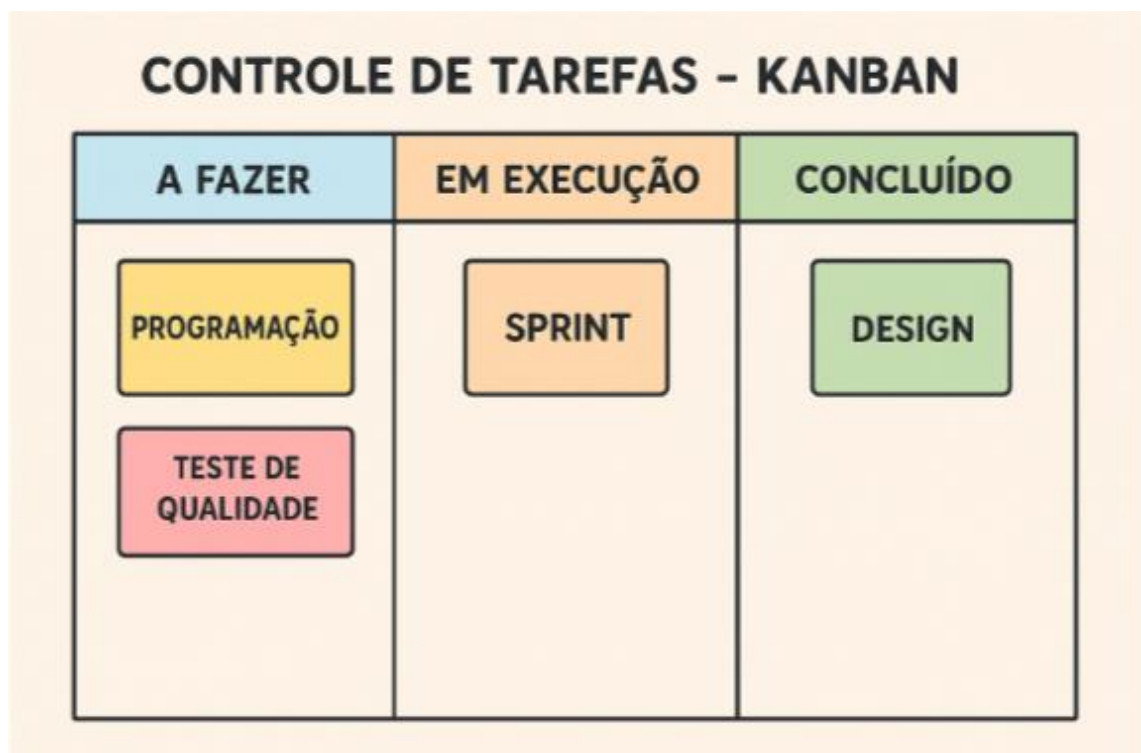 CONTROLE DE TAREFAS - KANBAN
A FAZER
EM EXECUÇÃO
CONCLUÍDO
PROGRAMAÇÃO
SPRINT
DESIGN
TESTE DE
QUALIDADE